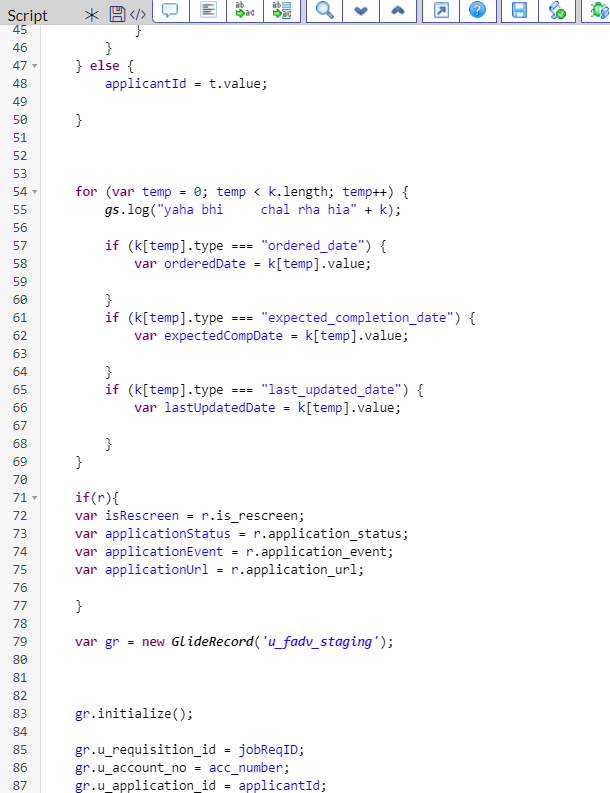 Script
45 }
46 }
47 } else {
48 applicantId = t.value;
49
50 }
51
52
53
54 for (var temp = 0; temp < k.length; temp++) {
55 gs.log("yaha bhi     chal rha hia" + k);
56
57 if (k[temp].type === "ordered_date") {
58 var orderedDate = k[temp].value;
59
60 }
61 if (k[temp].type === "expected_completion_date") {
62 var expectedCompDate = k[temp].value;
63
64 }
65 if (k[temp].type === "last_updated_date") {
66 var lastUpdatedDate = k[temp].value;
67
68 }
69 }
70
71 if(r){
72 var isRescreen = r.is_rescreen;
73 var applicationStatus = r.application_status;
74 var applicationEvent = r.application_event;
75 var applicationUrl = r.application_url;
76
77 }
78
79 var gr = new GlideRecord('u_fadv_staging');
80
81
82
83 gr.initialize();
84
85 gr.u_requisition_id = jobReqID;
86 gr.u_account_no = acc_number;
87 gr.u_application_id = applicantId;